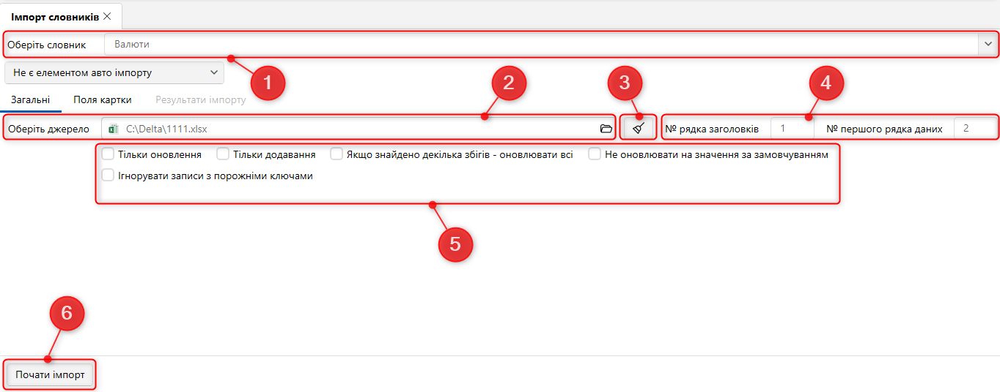 Імпорт словників
Оберіть словник Валюти
Не є елементом авто імпорту
1 2 3 4
Загальні Поля картки Результати імпорту
Оберіть джерело C:\Delta\1111.xlsx № рядка заголовків 1 № першого рядка даних 2
Тільки оновлення Тільки додавання Якщо знайдено декілька збігів - оновлювати всі Не оновлювати на значення за замовчуванням
Ігнорувати записи з порожніми ключами
5
6
Почати імпорт